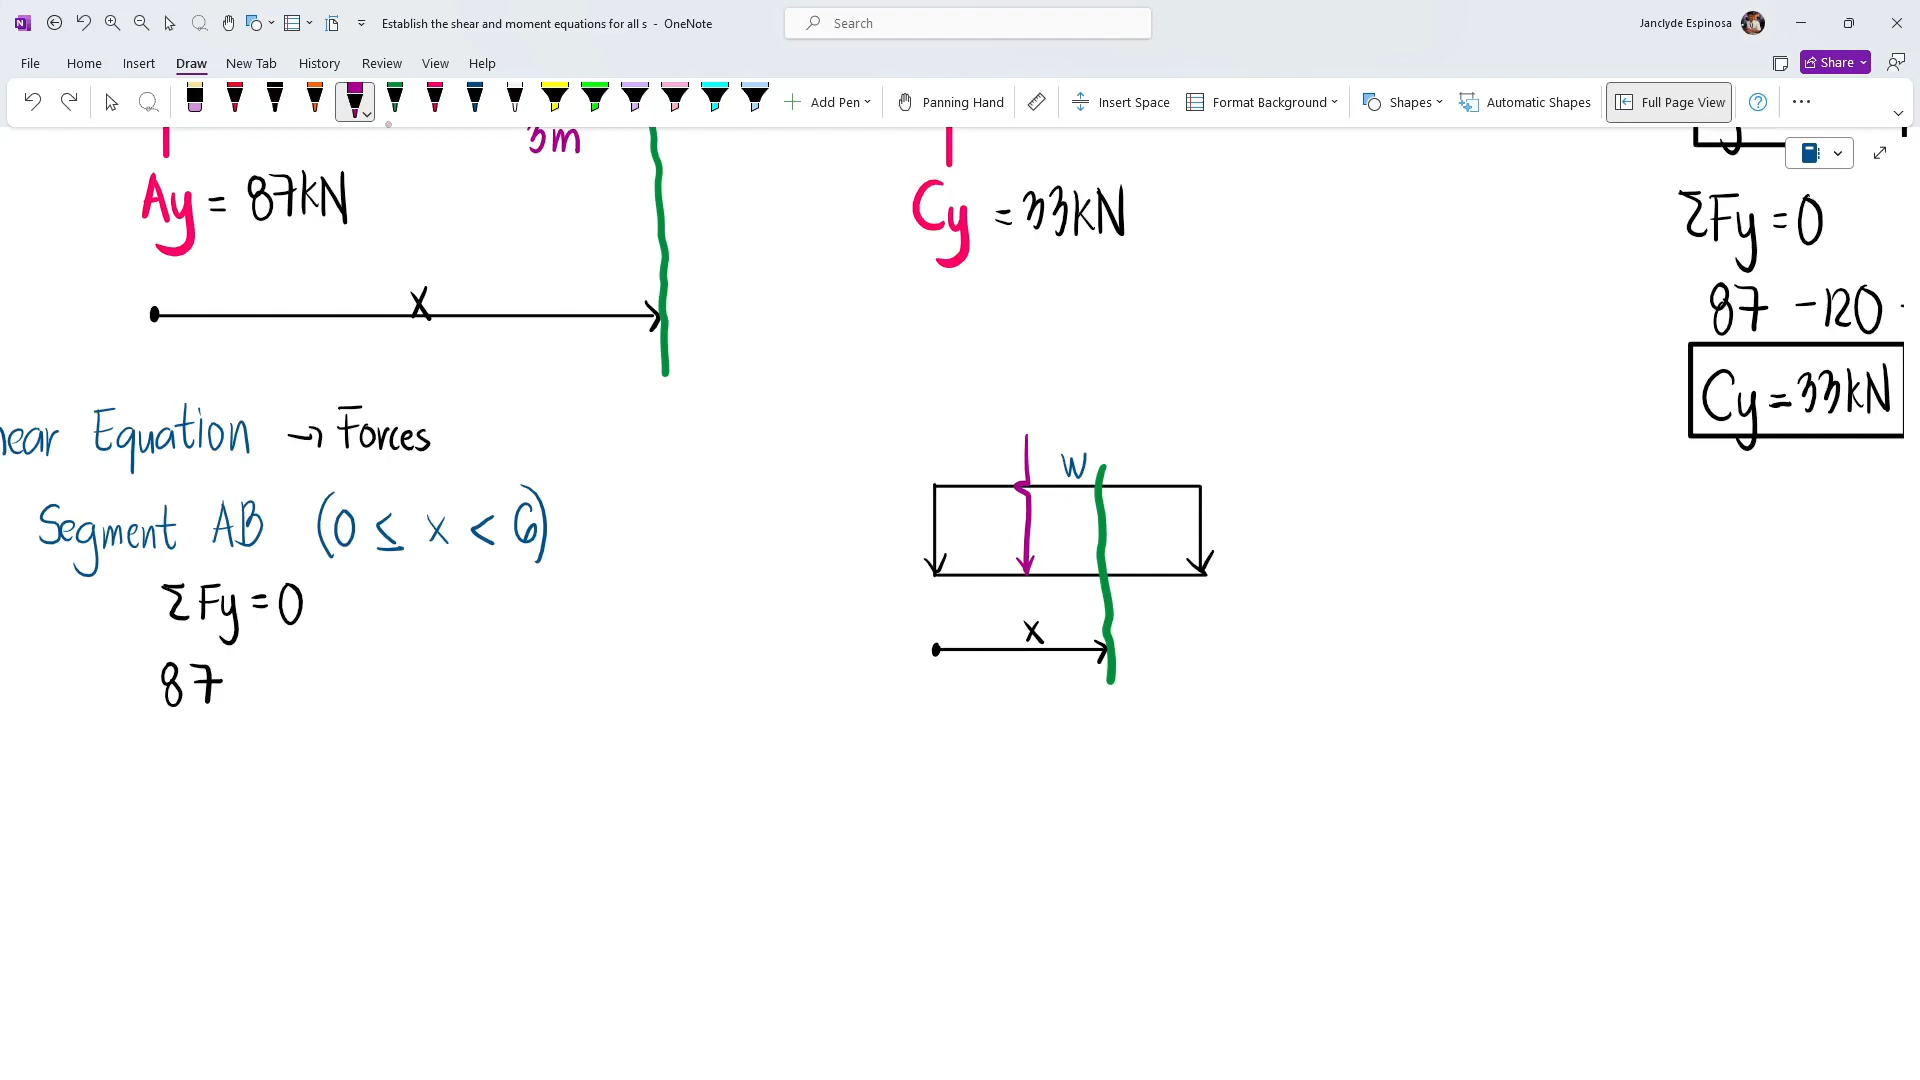 Establish the shear and moment equations for all s - OneNote
Search
Janclyde Espinosa
File Home Insert Draw New Tab History Review View Help
Share
Add Pen
Panning Hand
Insert Space
Format Background
Shapes
Automatic Shapes
Full Page View
3m
Ay = 87kN
Cy = 33kN
x
ΣFy = 0
87 - 120 -
Cy = 33kN
hear Equation → Forces
Segment AB (0 ≤ x < 6)
ΣFy = 0
87
w
x